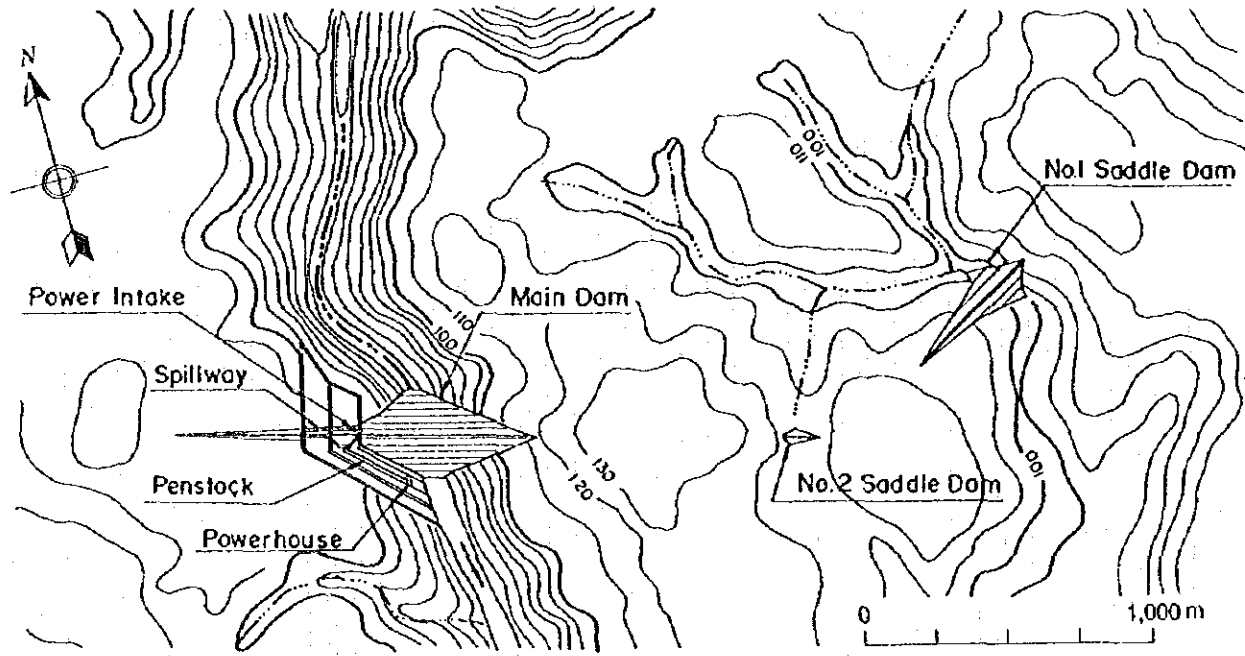 N
100
110
No.1 Saddle Dam
Power Intake
110
100
Main Dam
Spillway
130
120
100
Penstock
No.2 Saddle Dam
Powerhouse
0
1,000 m